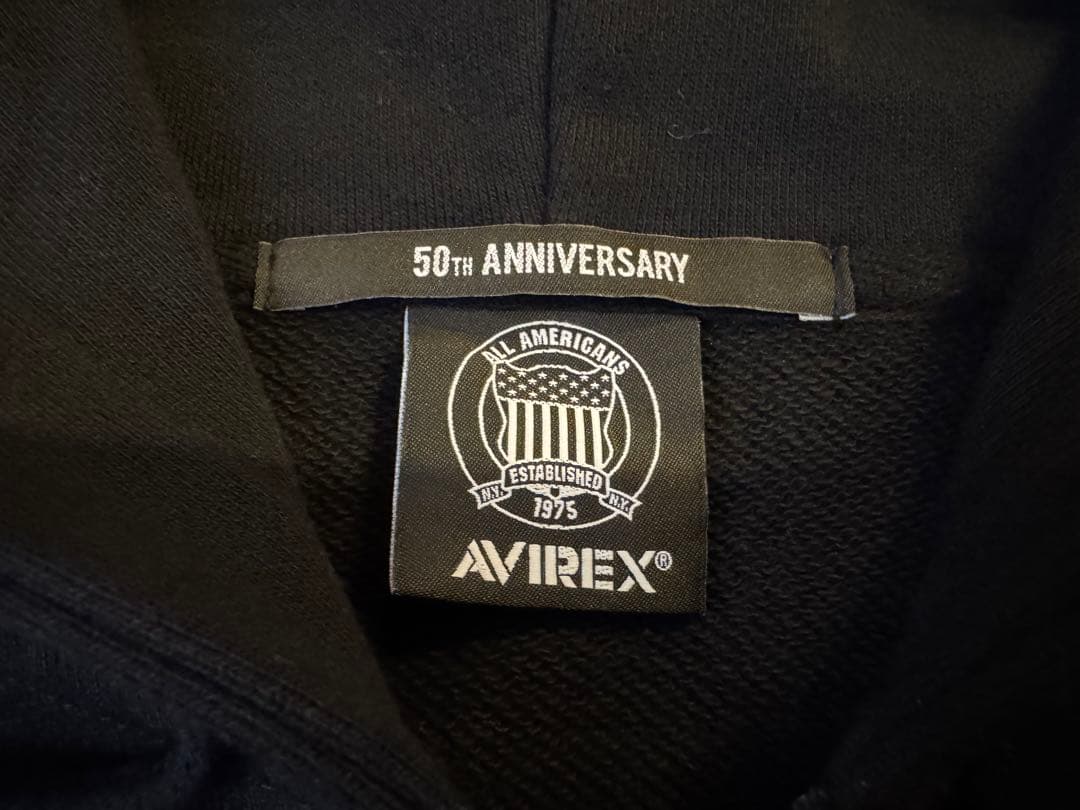 50TH ANNIVERSARY
ALL AMERICANS
ESTABLISHED
N.Y. N.Y.
1975
AVIREX®